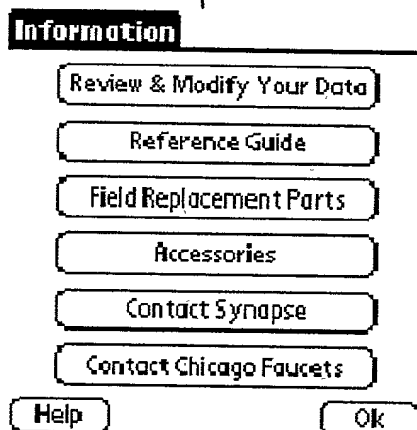 Information
Review & Modify Your Data
Reference Guide
Field Replacement Parts
Accessories
Contact Synapse
Contact Chicago Faucets
Help
Ok